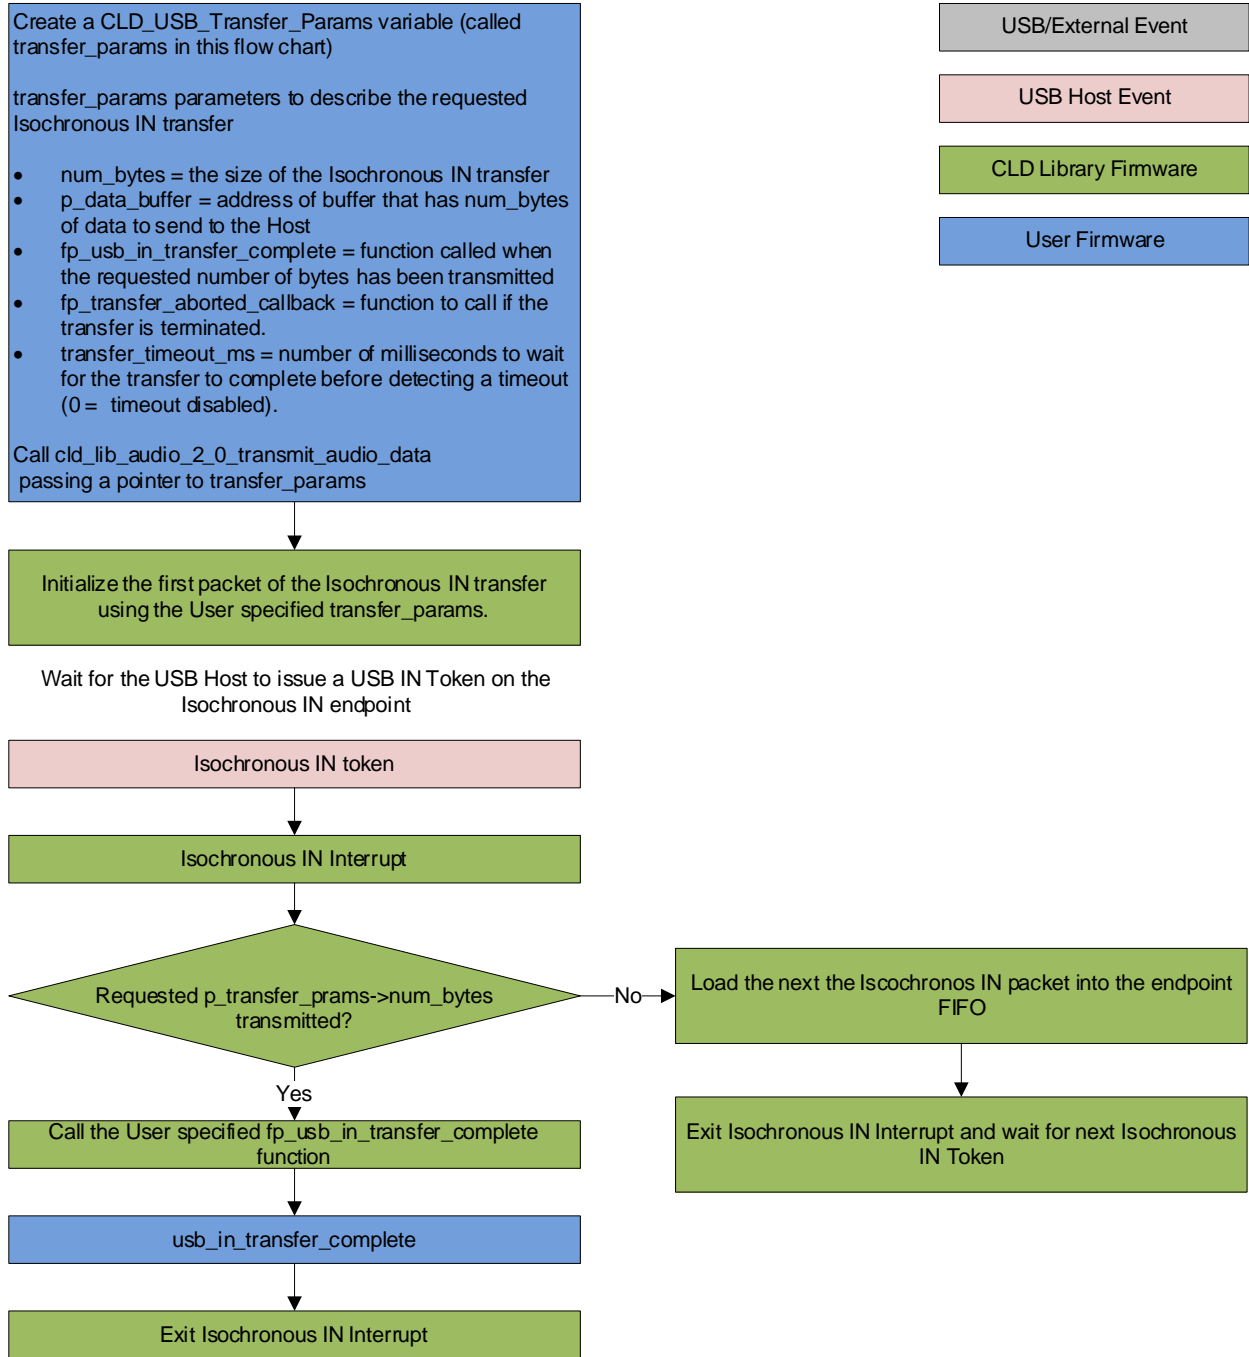 Create a CLD_USB_Transfer_Params variable (called
transfer_params in this flow chart)
transfer_params parameters to describe the requested
Isochronous IN transfer
• num_bytes = the size of the Isochronous IN transfer
• p_data_buffer = address of buffer that has num_bytes
of data to send to the Host
• fp_usb_in_transfer_complete = function called when
the requested number of bytes has been transmitted
• fp_transfer_aborted_callback = function to call if the
transfer is terminated.
• transfer_timeout_ms = number of milliseconds to wait
for the transfer to complete before detecting a timeout
(0 = timeout disabled).
Call cld_lib_audio_2_0_transmit_audio_data
passing a pointer to transfer_params
USB/External Event
USB Host Event
CLD Library Firmware
User Firmware
Initialize the first packet of the Isochronous IN transfer
using the User specified transfer_params.
Wait for the USB Host to issue a USB IN Token on the
Isochronous IN endpoint
Isochronous IN token
Isochronous IN Interrupt
Requested p_transfer_prams->num_bytes
transmitted?
No
Load the next the Iscochronos IN packet into the endpoint
FIFO
Exit Isochronous IN Interrupt and wait for next Isochronous
IN Token
Yes
Call the User specified fp_usb_in_transfer_complete
function
usb_in_transfer_complete
Exit Isochronous IN Interrupt